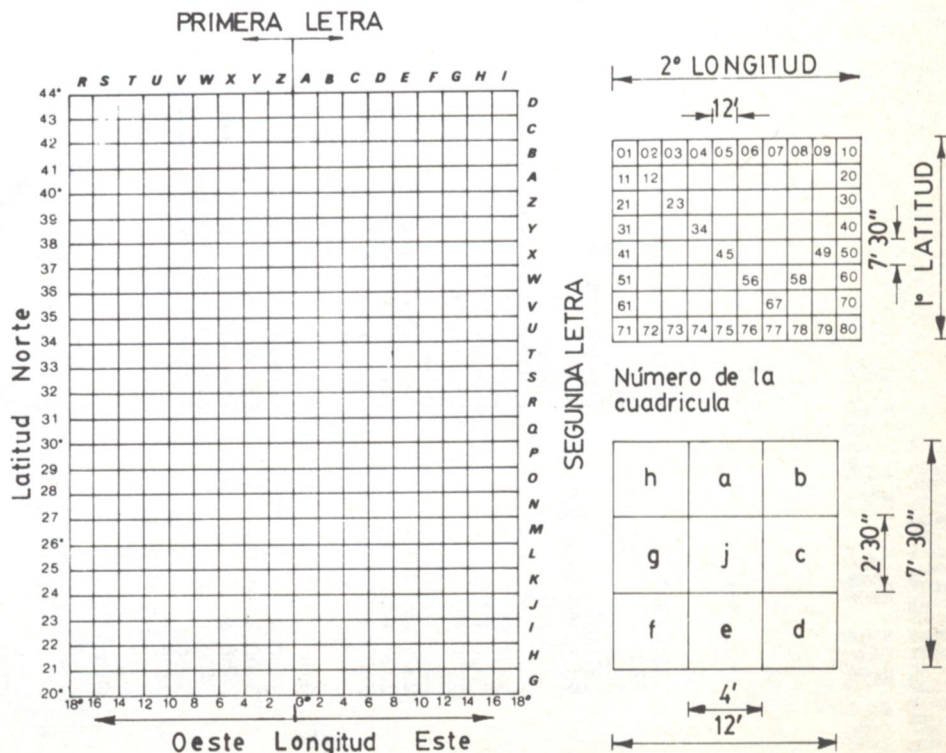 PRIMERA LETRA
R S T U V W X Y Z A B C D E F G H I
44°
43
42
41
40°
39
38
37
36
35
34
33
32
31
30°
29
28
27
26°
25
24
23
22
21
20°
Latitud Norte
D
C
B
A
Z
Y
X
W
V
U
T
S
R
Q
P
O
N
M
L
K
J
I
H
G
SEGUNDA LETRA
18° 16 14 12 10 8 6 4 2 0° 2 4 6 8 10 12 14 16 18°
Oeste Longitud Este
2° LONGITUD
12'
01 02 03 04 05 06 07 08 09 10
11 12 20
21 23 30
31 34 40
41 45 49 50
51 56 58 60
61 67 70
71 72 73 74 75 76 77 78 79 80
7' 30"
1° LATITUD
Número de la
cuadricula
h a b
g j c
f e d
2' 30"
7' 30"
4'
12'